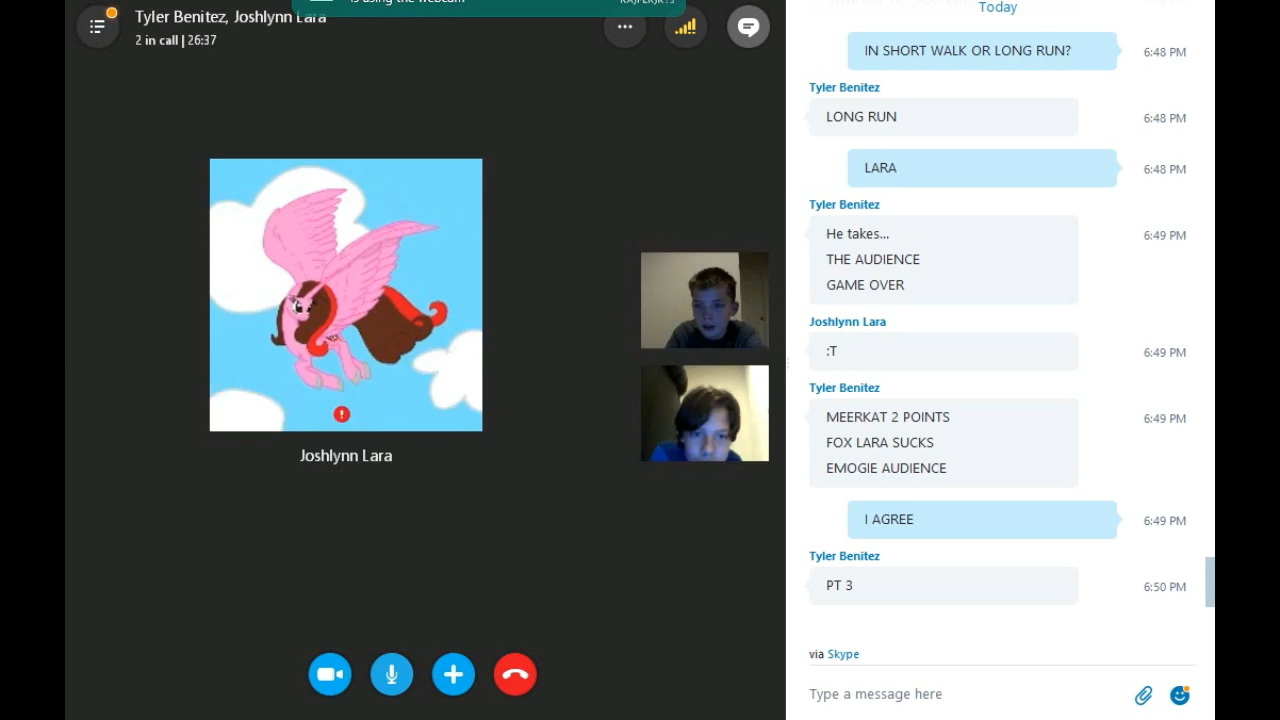 is using the webcam
Tyler Benitez, Joshlynn Lara
2 in call | 26:37
Joshlynn Lara
Today
IN SHORT WALK OR LONG RUN?
6:48 PM
Tyler Benitez
LONG RUN
6:48 PM
LARA
6:48 PM
Tyler Benitez
He takes...
6:49 PM
THE AUDIENCE
GAME OVER
Joshlynn Lara
:T
6:49 PM
Tyler Benitez
MEERKAT 2 POINTS
6:49 PM
FOX LARA SUCKS
EMOGIE AUDIENCE
I AGREE
6:49 PM
Tyler Benitez
PT 3
6:50 PM
via Skype
Type a message here